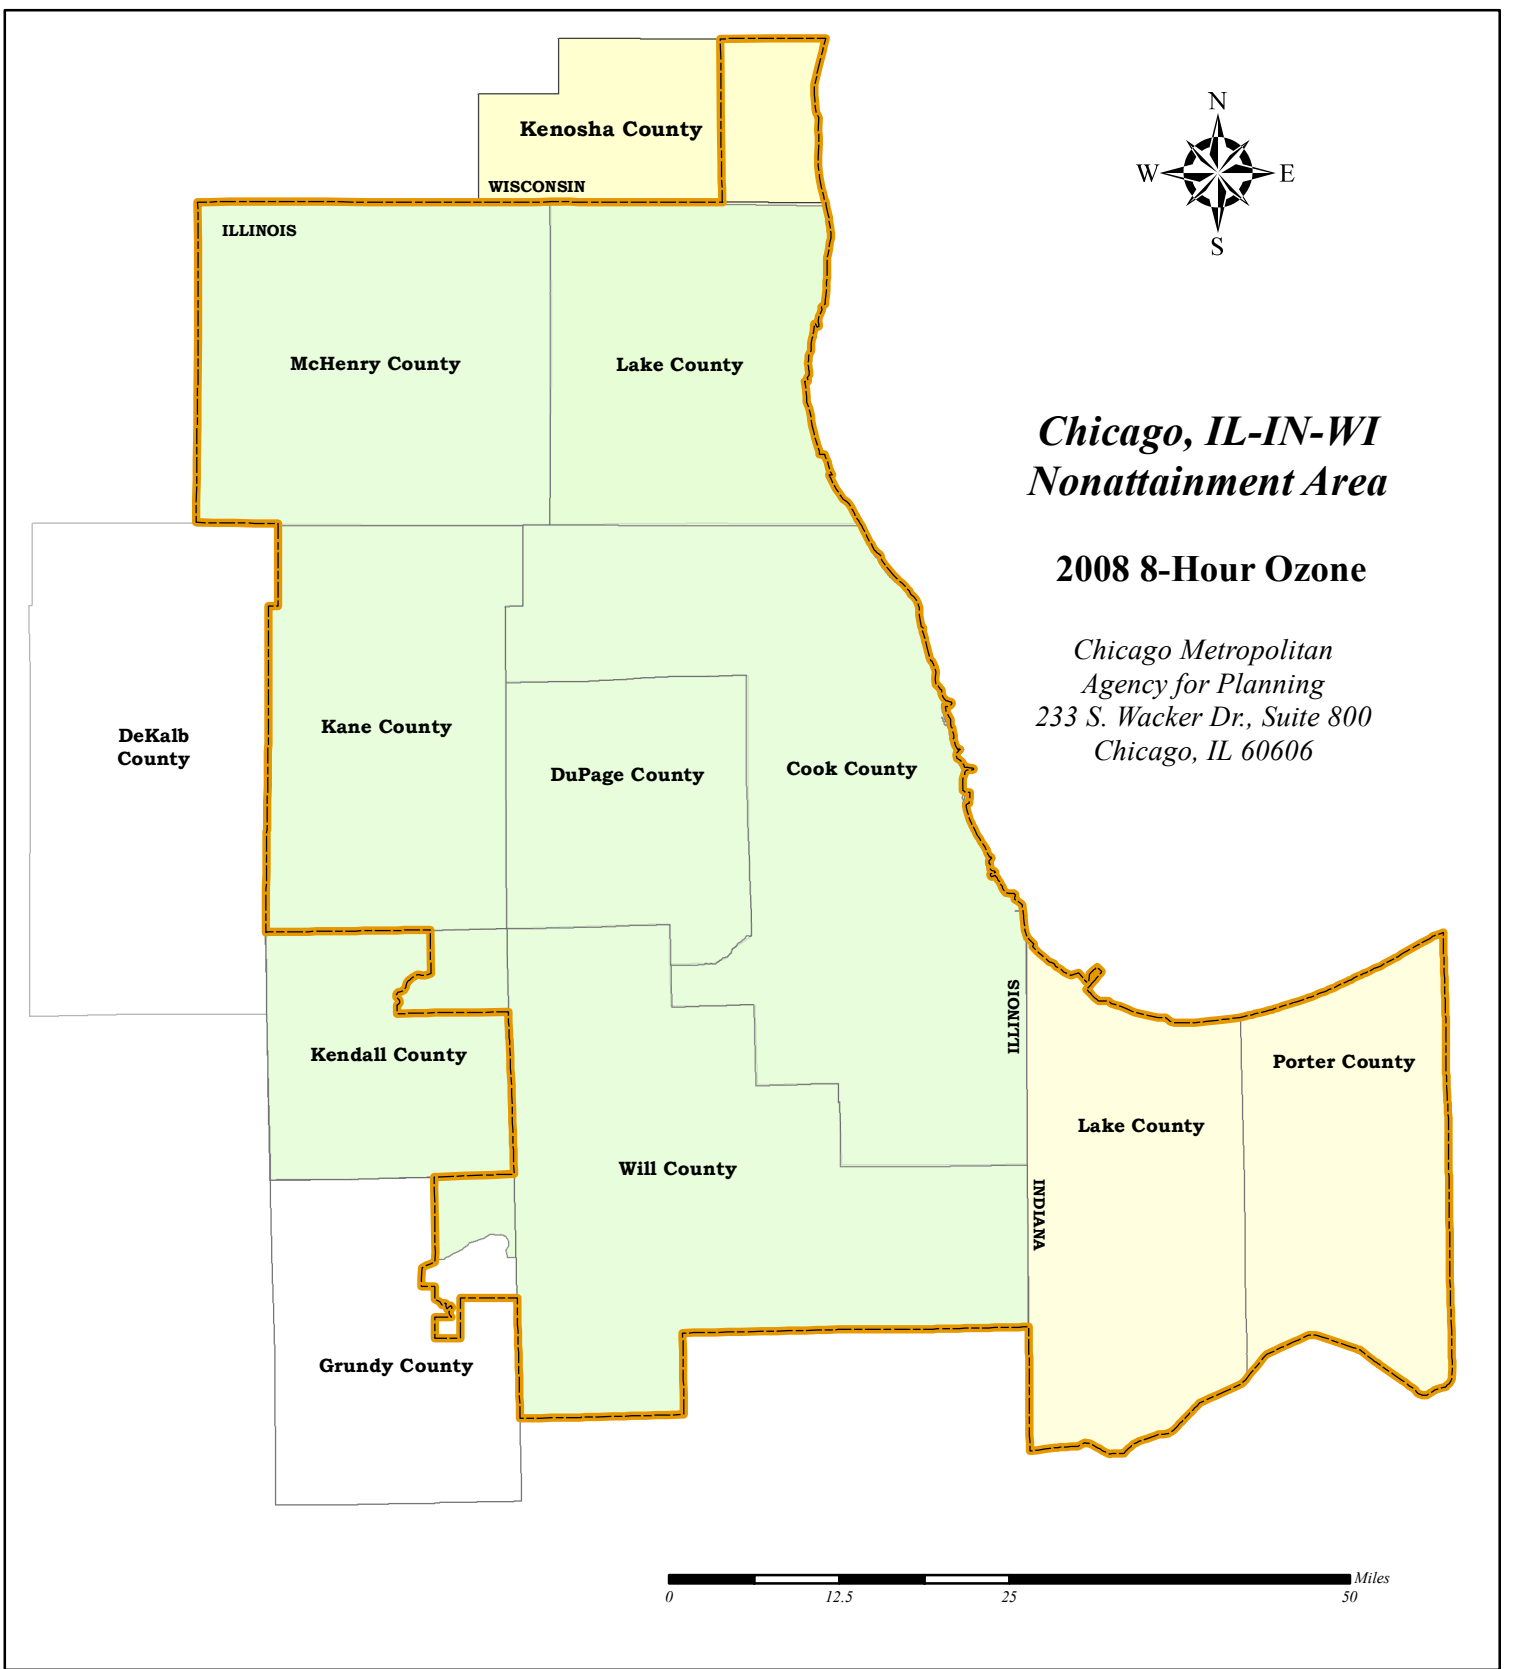 N
W E
S
Kenosha County
WISCONSIN
ILLINOIS
McHenry County
Lake County
Chicago, IL-IN-WI
Nonattainment Area
2008 8-Hour Ozone
Chicago Metropolitan
Agency for Planning
233 S. Wacker Dr., Suite 800
Chicago, IL 60606
DeKalb
County
Kane County
DuPage County
Cook County
ILLINOIS
Kendall County
Porter County
Lake County
Will County
INDIANA
Grundy County
Miles
0 12.5 25 50